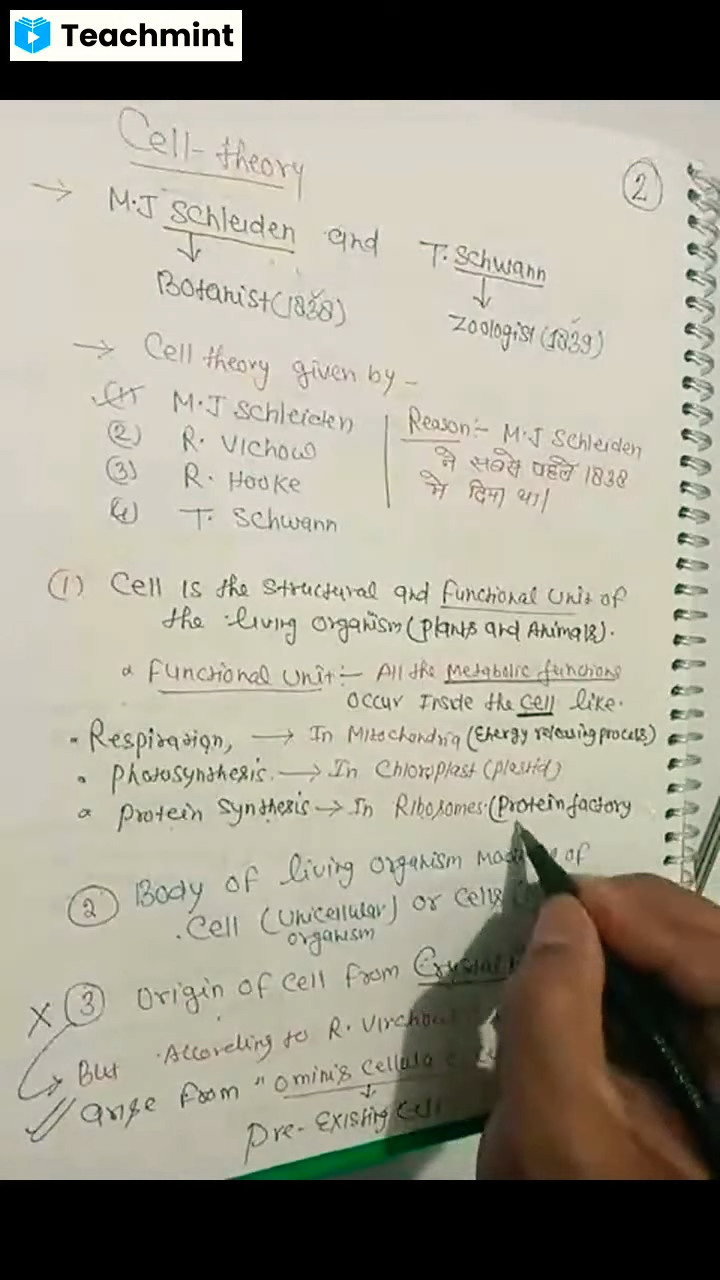 Teachmint
Cell-theory
2
→ M.J Schleiden and T. Schwann
↓ ↓
Botanist (1838) Zoologist (1839)
→ Cell theory given by -
(1) M.J Schleiden
(2) R. Vichow
(3) R. Hooke
(4) T. Schwann
Reason:- M.J Schleiden
ने सबसे पहले 1838
मे दिया था।
(1) Cell is the structural and functional unit of
the living organism (Plants and Animals).
Functional Unit:- All the Metabolic functions
occur inside the cell like.
Respiration, → In Mitochondria (Energy releasing process)
Photosynthesis. → In Chloroplast (plastid)
Protein Synthesis → In Ribosomes. (Protein factory
(2) Body of living organism made of
Cell (Unicellular) or Cells
organism
X (3) Origin of cell from
But According to R.
arise from " ominis cellula
↓
Pre-Existing Cell